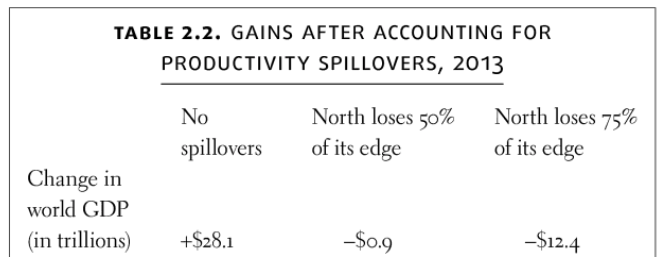 TABLE 2.2. GAINS AFTER ACCOUNTING FOR
PRODUCTIVITY SPILLOVERS, 2013
No North loses 50% North loses 75%
spillovers of its edge of its edge
Change in
world GDP
(in trillions) +$28.1 –$0.9 –$12.4